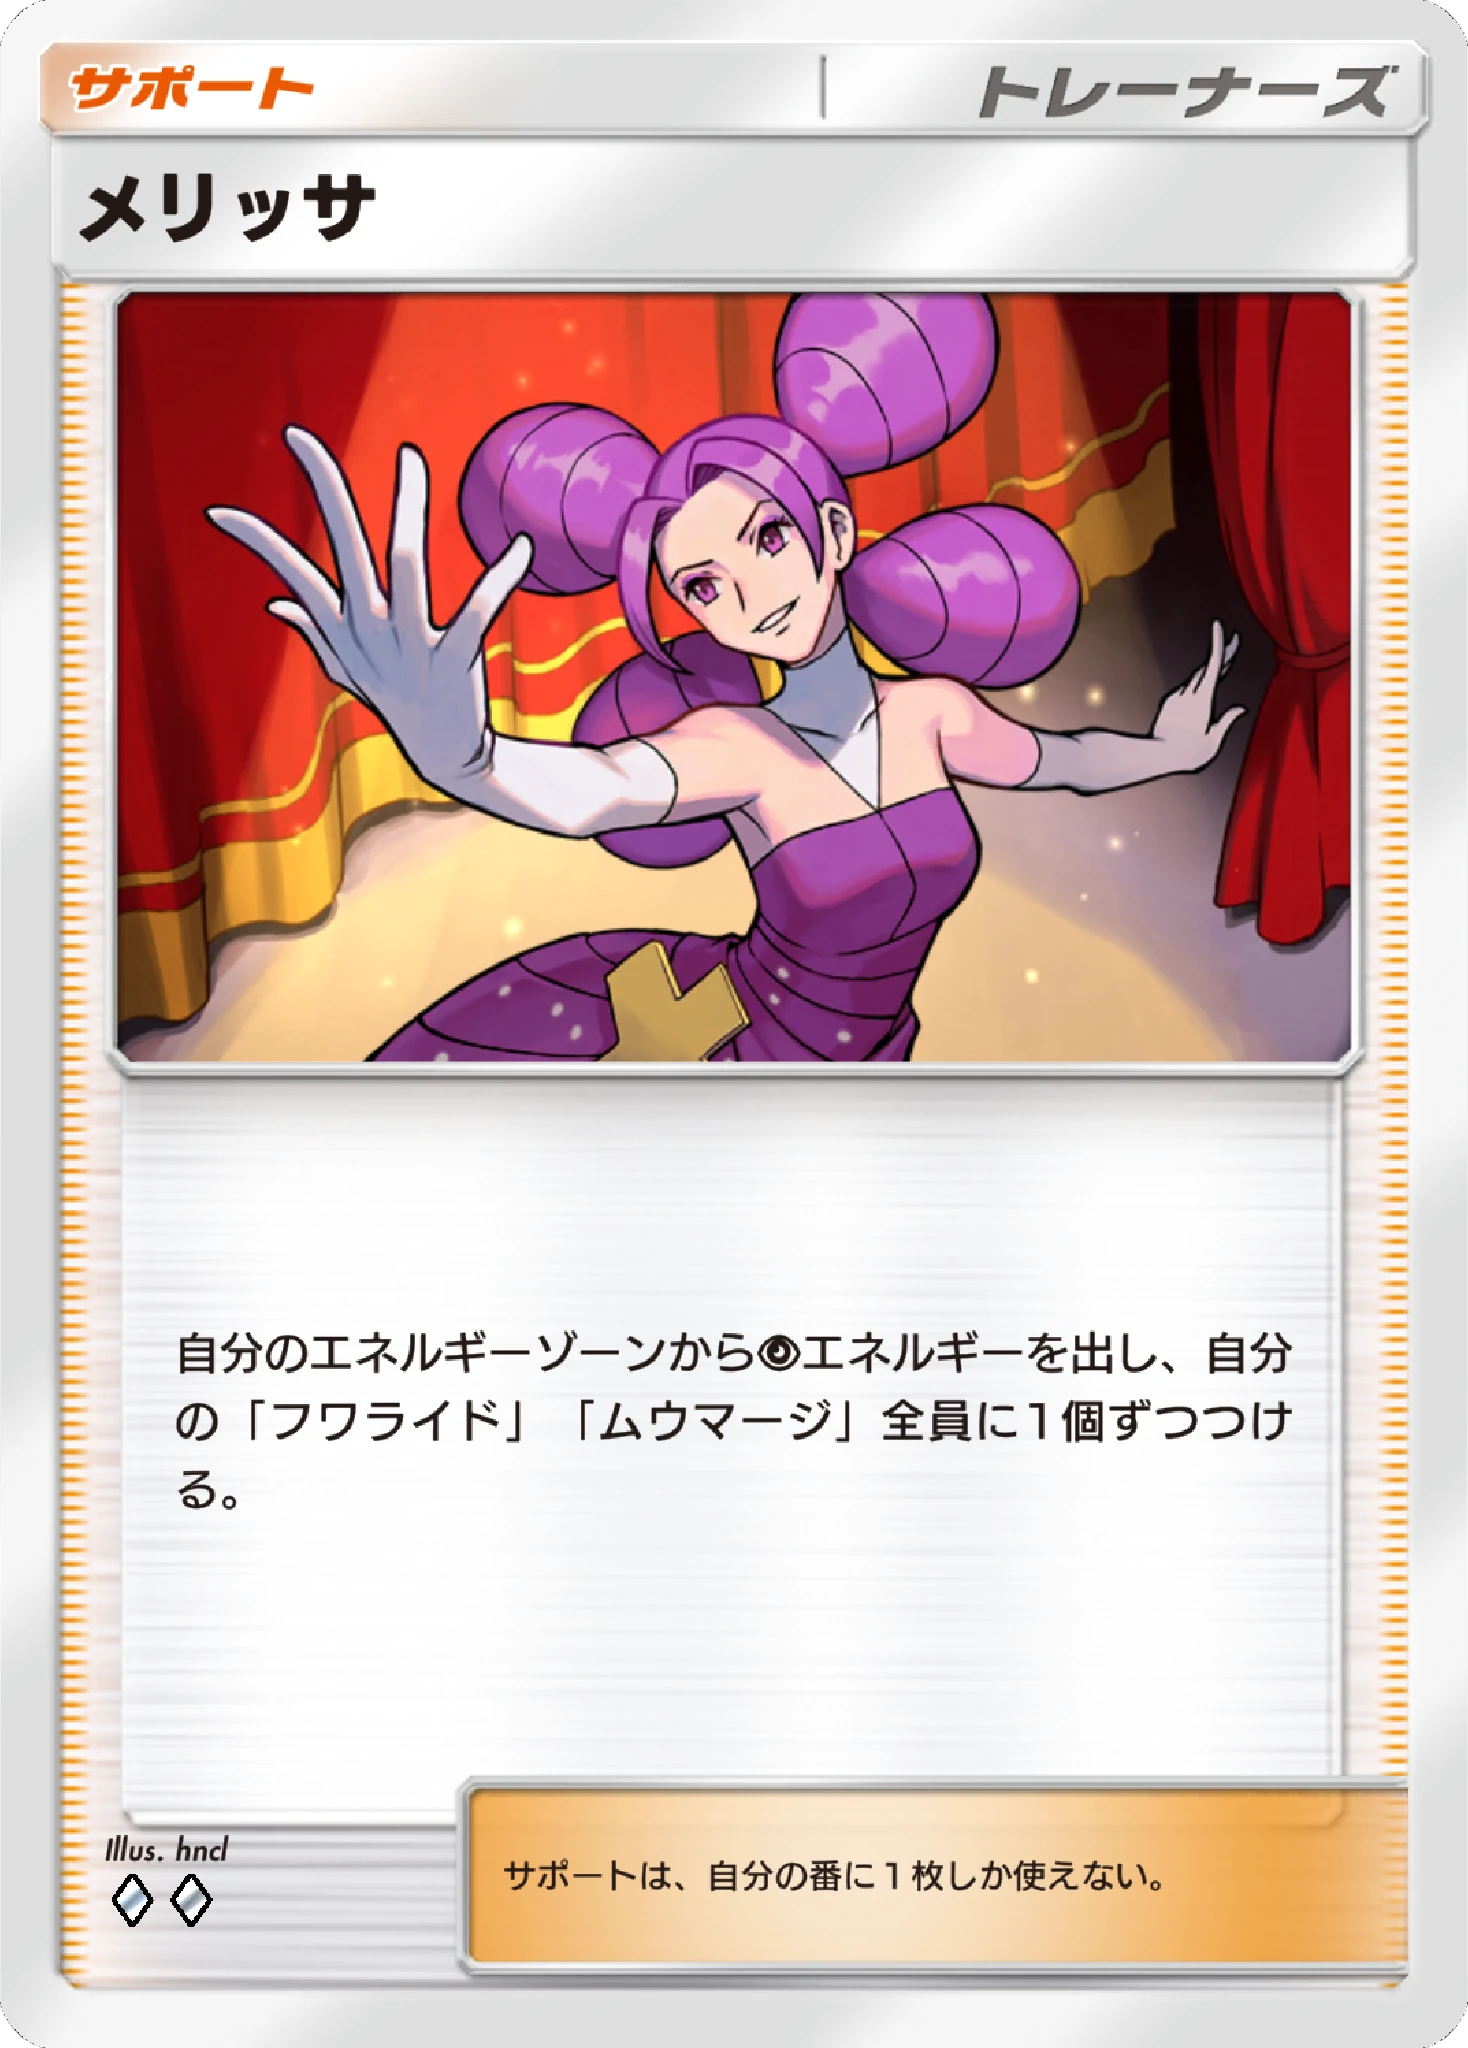 サポート
トレーナーズ
メリッサ
自分のエネルギーゾーンからエネルギーを出し、自分
の「フワライド」「ムウマージ」全員に1個ずつつけ
る。
Illus. hncl
サポートは、自分の番に1枚しか使えない。